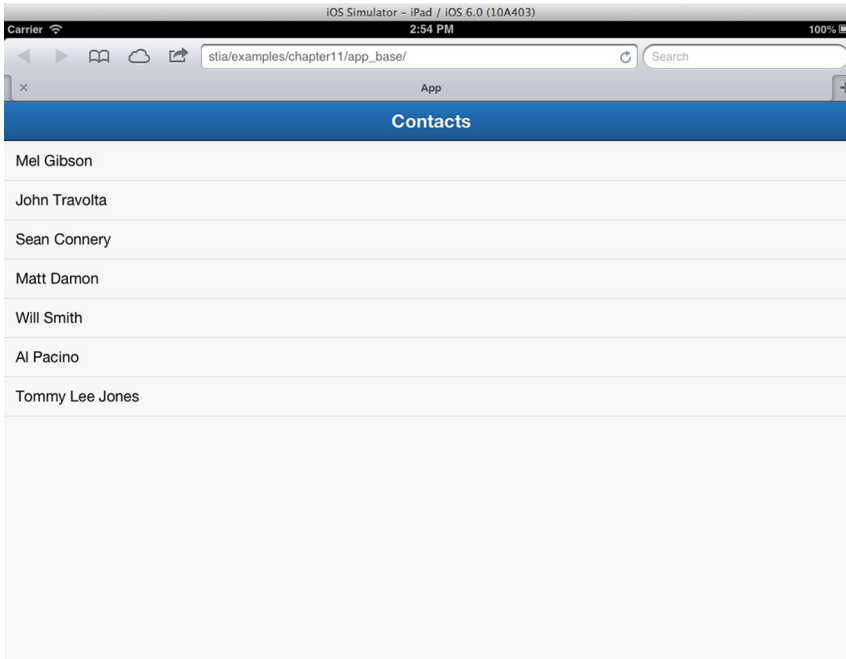 iOS Simulator – iPad / iOS 6.0 (10A403)
Carrier 2:54 PM 100%
stia/examples/chapter11/app_base/ Search
App
Contacts
Mel Gibson
John Travolta
Sean Connery
Matt Damon
Will Smith
Al Pacino
Tommy Lee Jones